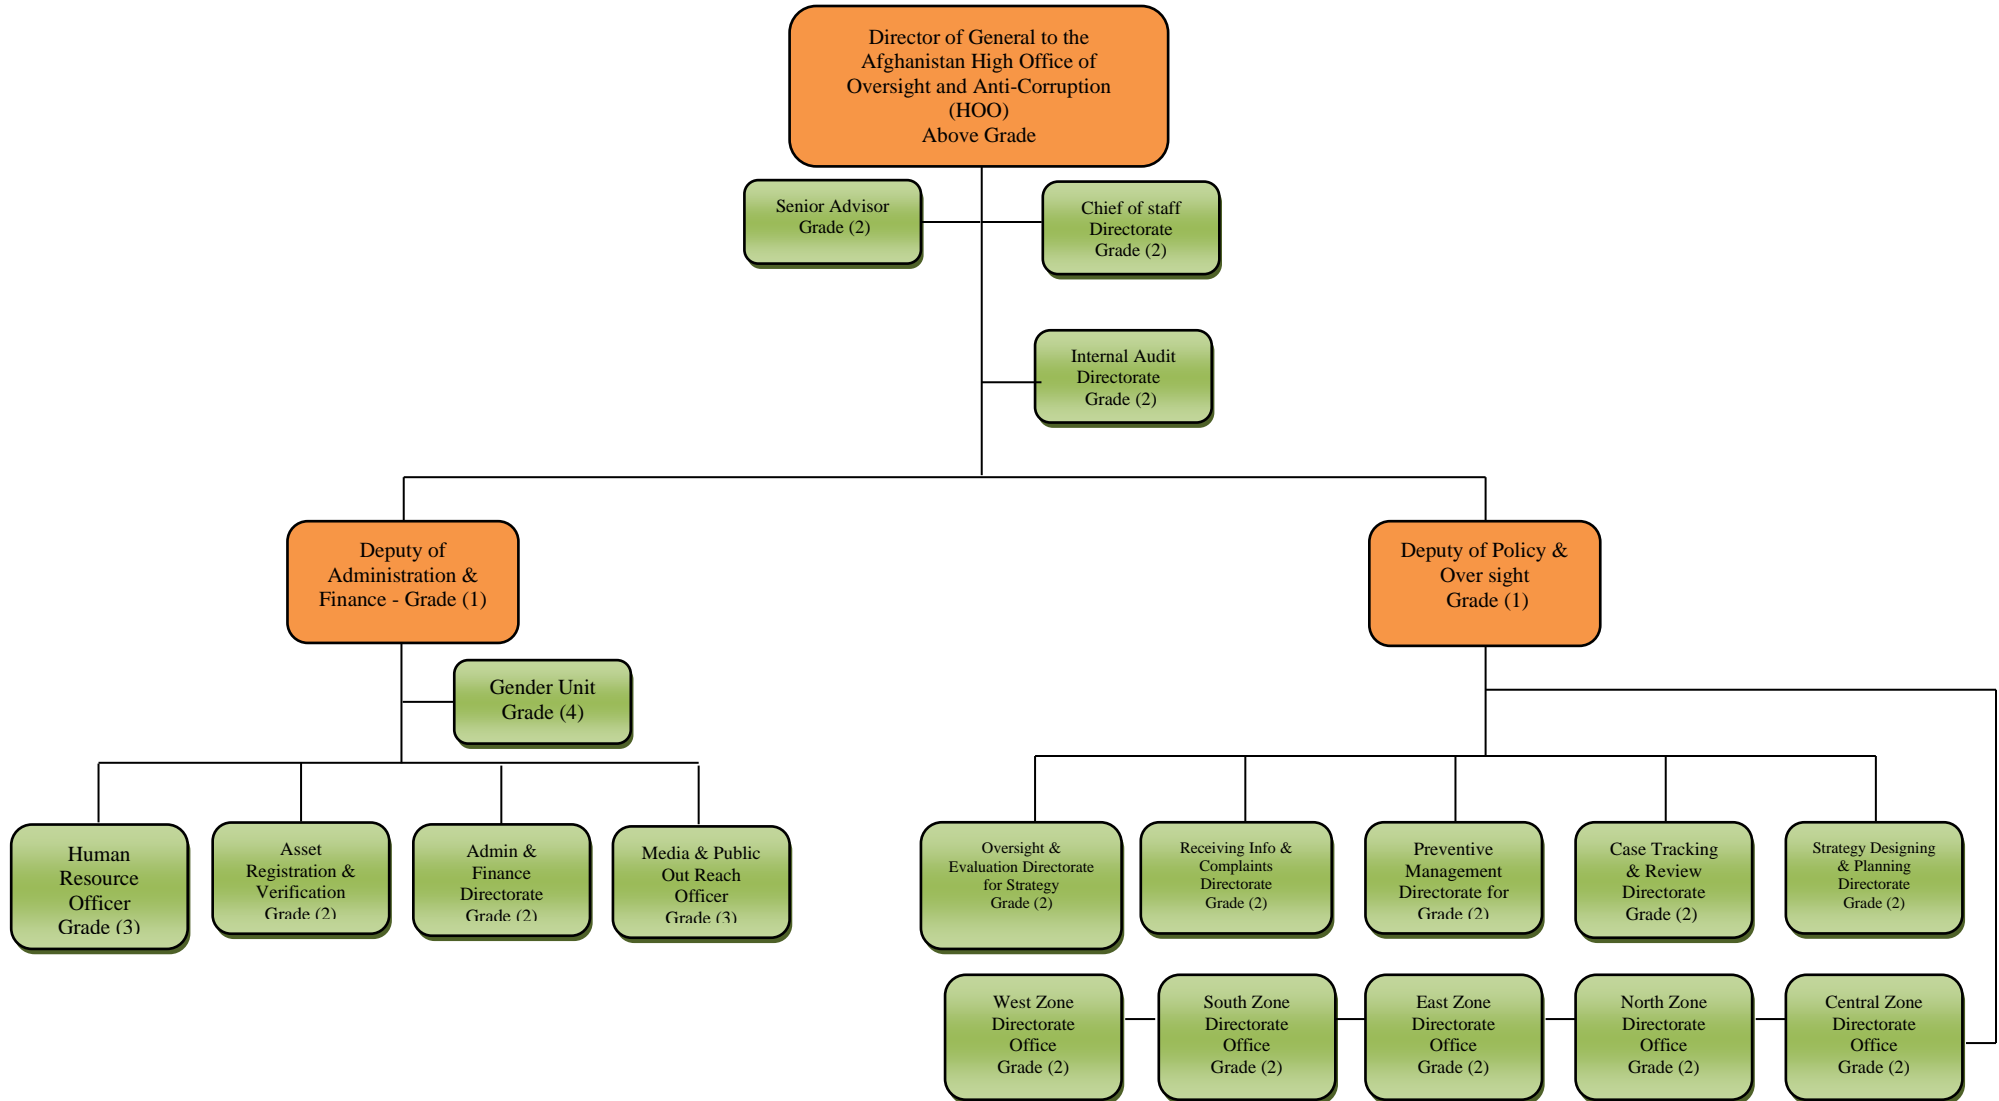 Director of General to the
Afghanistan High Office of
Oversight and Anti-Corruption
(HOO)
Above Grade
Senior Advisor
Grade (2)
Chief of staff
Directorate
Grade (2)
Internal Audit
Directorate
Grade (2)
Deputy of
Administration &
Finance - Grade (1)
Deputy of Policy &
Over sight
Grade (1)
Gender Unit
Grade (4)
Human
Resource
Officer
Grade (3)
Asset
Registration &
Verification
Grade (2)
Admin &
Finance
Directorate
Grade (2)
Media & Public
Out Reach
Officer
Grade (3)
Oversight &
Evaluation Directorate
for Strategy
Grade (2)
Receiving Info &
Complaints
Directorate
Grade (2)
Preventive
Management
Directorate for
Grade (2)
Case Tracking
& Review
Directorate
Grade (2)
Strategy Designing
& Planning
Directorate
Grade (2)
West Zone
Directorate
Office
Grade (2)
South Zone
Directorate
Office
Grade (2)
East Zone
Directorate
Office
Grade (2)
North Zone
Directorate
Office
Grade (2)
Central Zone
Directorate
Office
Grade (2)